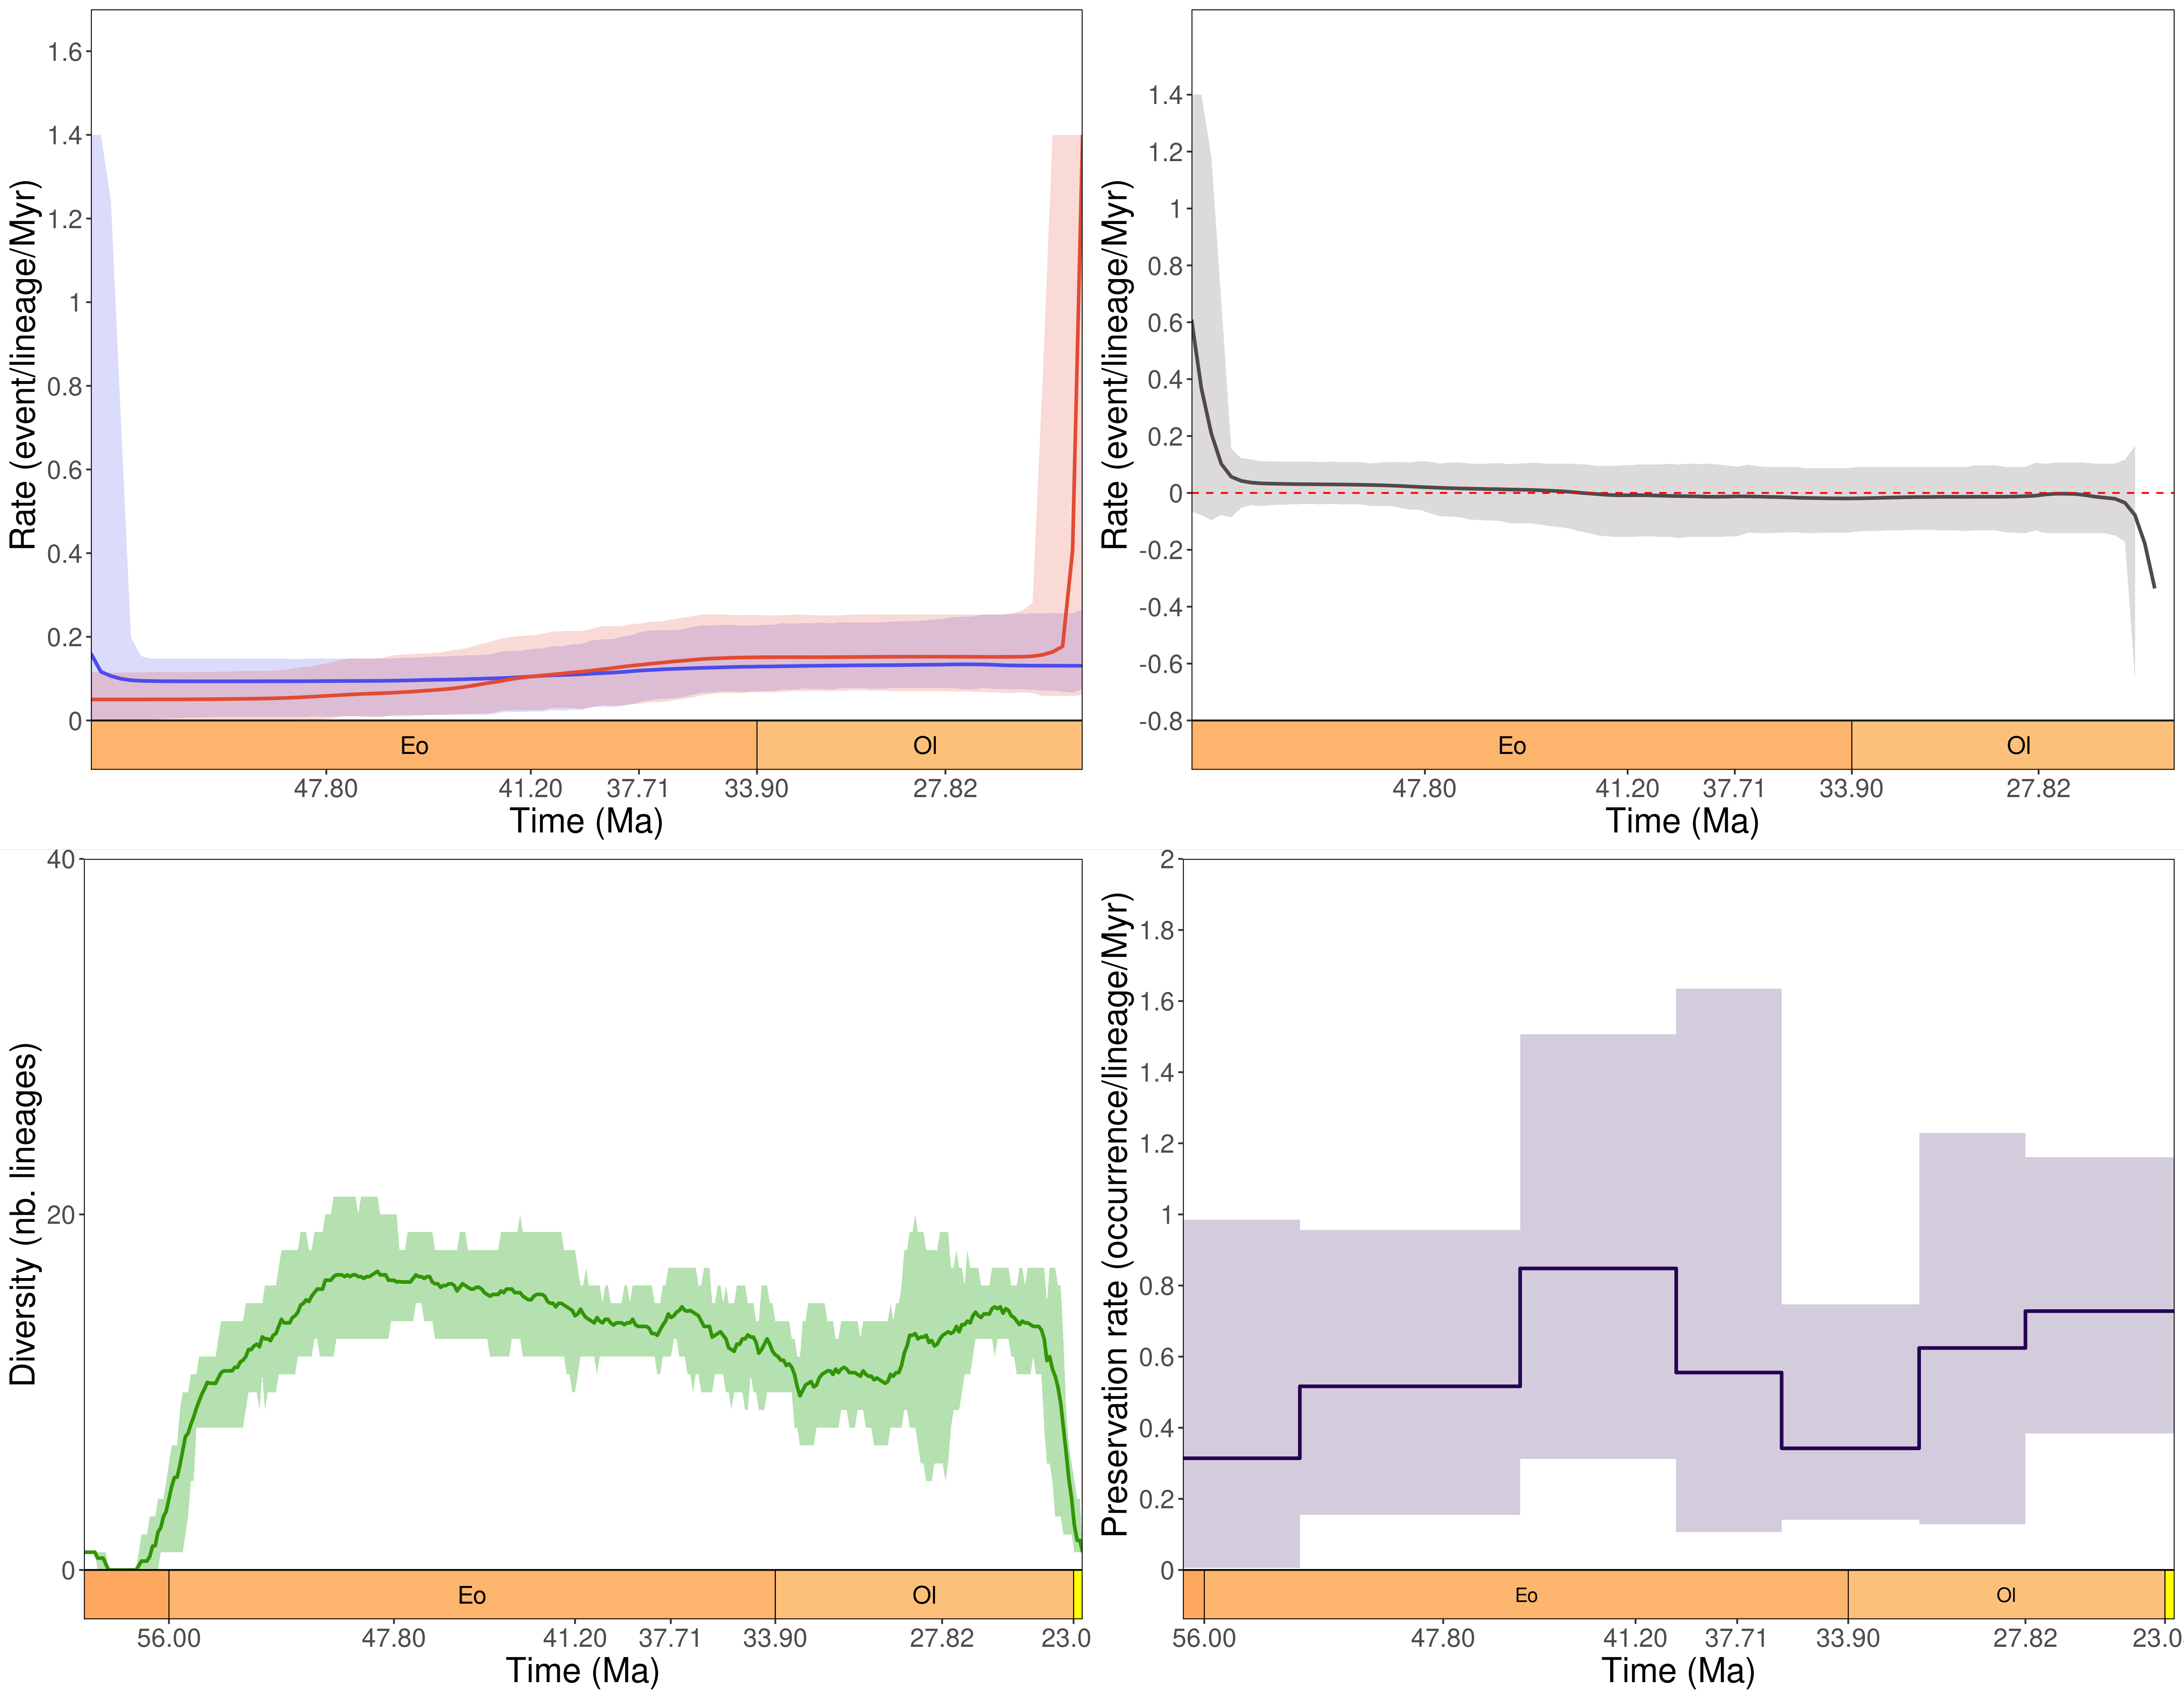 Rate (event/lineage/Myr)
1.6
1.4
1.2
1
0.8
0.6
0.4
0.2
0
Eo Ol
47.80 41.20 37.71 33.90 27.82
Time (Ma)
Rate (event/lineage/Myr)
1.4
1.2
1
0.8
0.6
0.4
0.2
0
-0.2
-0.4
-0.6
-0.8
Eo Ol
47.80 41.20 37.71 33.90 27.82
Time (Ma)
Diversity (nb. lineages)
40
20
0
Eo Ol
56.00 47.80 41.20 37.71 33.90 27.82 23.0
Time (Ma)
Preservation rate (occurrence/lineage/Myr)
2
1.8
1.6
1.4
1.2
1
0.8
0.6
0.4
0.2
0
Eo Ol
56.00 47.80 41.20 37.71 33.90 27.82 23.0
Time (Ma)